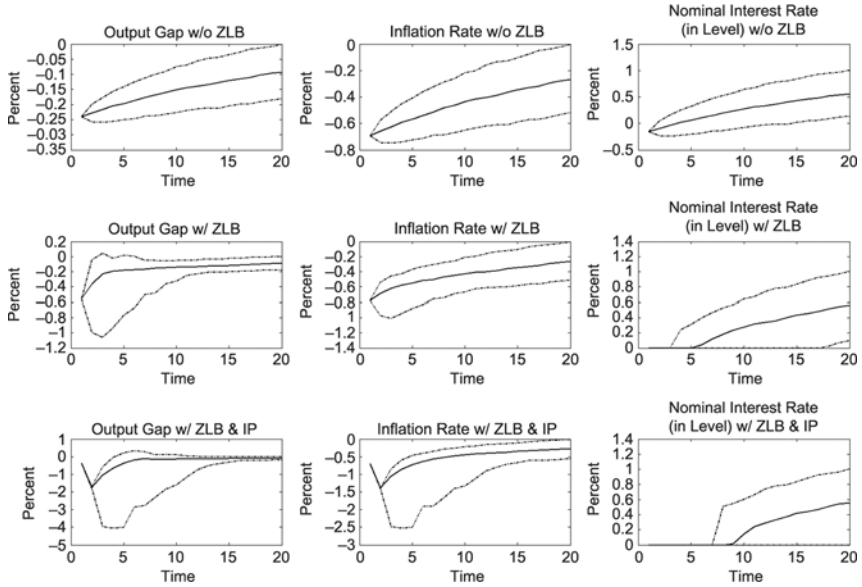 Output Gap w/o ZLB
Percent
0
−0.05
−0.1
−0.15
−0.2
−0.25
−0.23
−0.35
0 5 10 15 20
Time
Inflation Rate w/o ZLB
Percent
0
−0.2
−0.4
−0.6
−0.8
0 5 10 15 20
Time
Nominal Interest Rate
(in Level) w/o ZLB
Percent
1.5
1
0.5
0
−0.5
0 5 10 15 20
Time
Output Gap w/ ZLB
Percent
0.2
0
−0.2
−0.4
−0.6
−0.8
−1
−1.2
−1.4
0 5 10 15 20
Time
Inflation Rate w/ ZLB
Percent
0
−0.2
−0.4
−0.6
−0.8
−1
−1.2
−1.4
0 5 10 15 20
Time
Nominal Interest Rate
(in Level) w/ ZLB
Percent
1.4
1.2
1
0.8
0.6
0.4
0.2
0
0 5 10 15 20
Time
Output Gap w/ ZLB & IP
Percent
1
0
−1
−2
−3
−4
−5
0 5 10 15 20
Time
Inflation Rate w/ ZLB & IP
Percent
0
−0.5
−1
−1.5
−2
−2.5
−3
0 5 10 15 20
Time
Nominal Interest Rate
(in Level) w/ ZLB & IP
Percent
1.4
1.2
1
0.8
0.6
0.4
0.2
0
0 5 10 15 20
Time